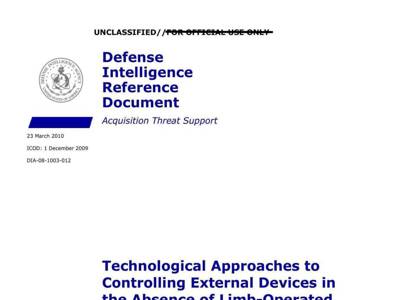 UNCLASSIFIED//FOR OFFICIAL USE ONLY
Defense
Intelligence
Reference
Document
Acquisition Threat Support
23 March 2010
ICOD: 1 December 2009
DIA-08-1003-012
Technological Approaches to
Controlling External Devices in
the Absence of Limb-Operated